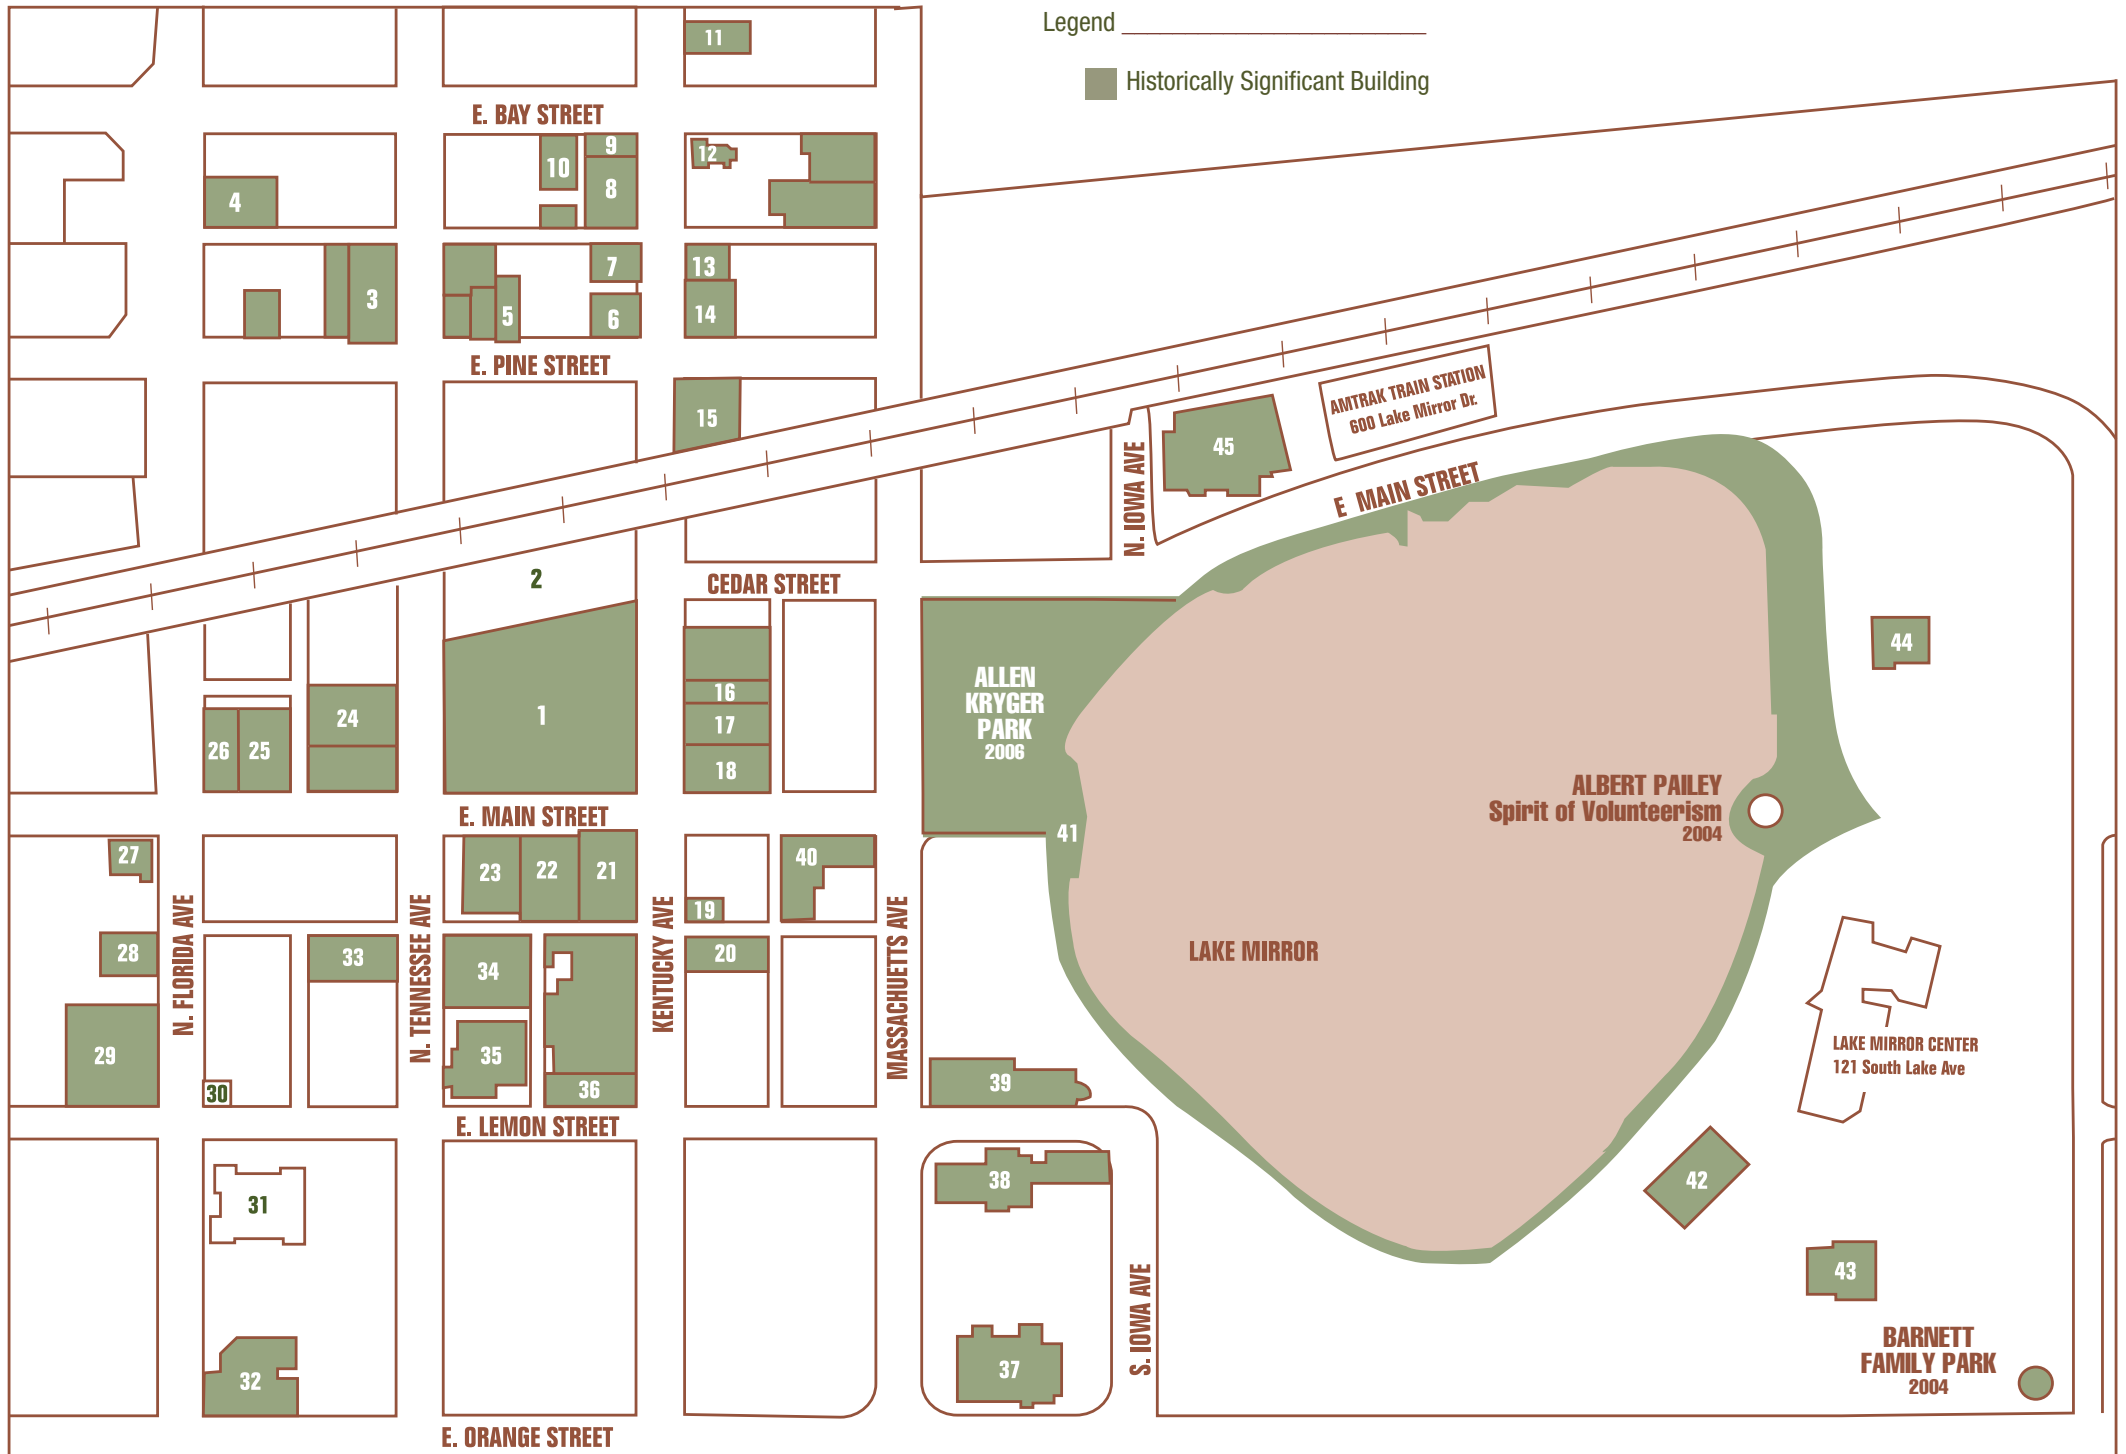 Legend
Historically Significant Building
11
E. BAY STREET
9
10
8
12
4
7
13
3
5
6
14
E. PINE STREET
15
AMTRAK TRAIN STATION
600 Lake Mirror Dr.
45
N. IOWA AVE
E MAIN STREET
2
CEDAR STREET
44
ALLEN
KRYGER
PARK
2006
16
24
1
17
26
25
18
ALBERT PAILEY
Spirit of Volunteerism
2004
E. MAIN STREET
41
27
23
22
21
40
19
N. FLORIDA AVE
N. TENNESSEE AVE
KENTUCKY AVE
MASSACHUETTS AVE
28
33
34
20
LAKE MIRROR
29
35
LAKE MIRROR CENTER
121 South Lake Ave
30
36
39
E. LEMON STREET
31
38
42
43
S. IOWA AVE
32
37
BARNETT
FAMILY PARK
2004
E. ORANGE STREET